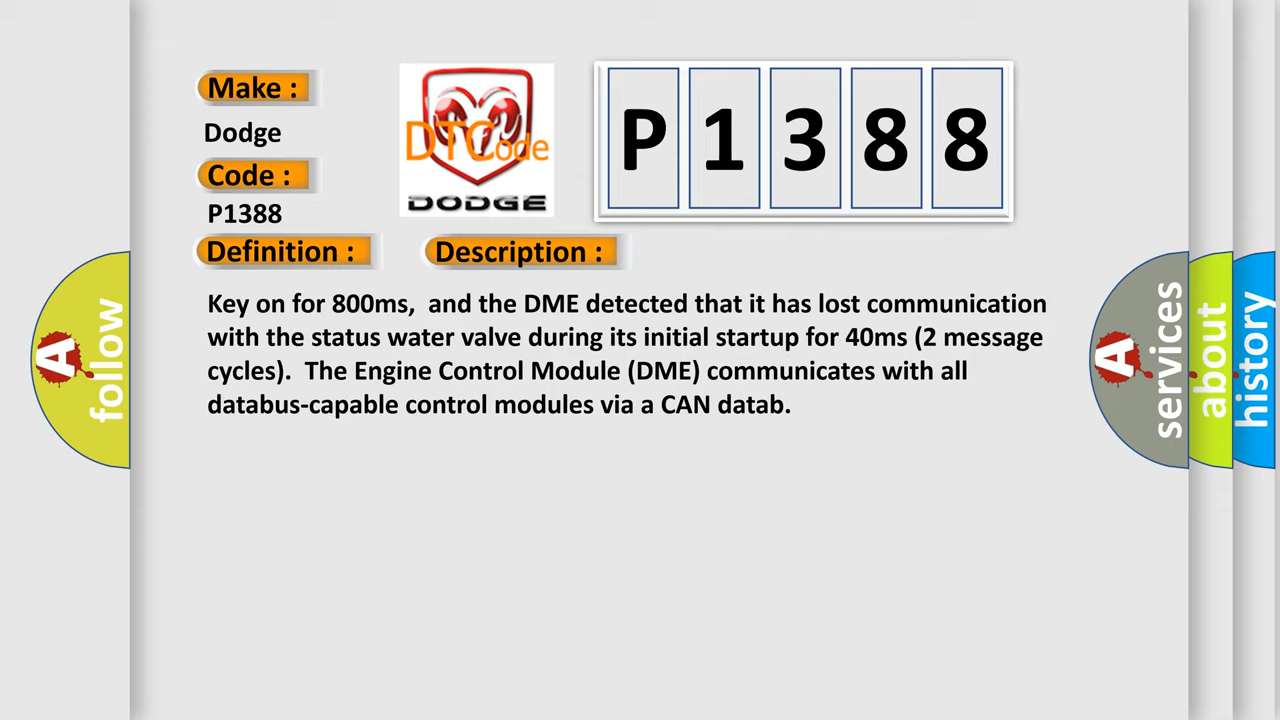 Make :
Dodge
Code :
P1388
DTCode
DODGE
P 1 3 8 8
Definition :
Description :
Key on for 800ms, and the DME detected that it has lost communication
with the status water valve during its initial startup for 40ms (2 message
cycles). The Engine Control Module (DME) communicates with all
databus-capable control modules via a CAN datab.
A follow
A services
about
history